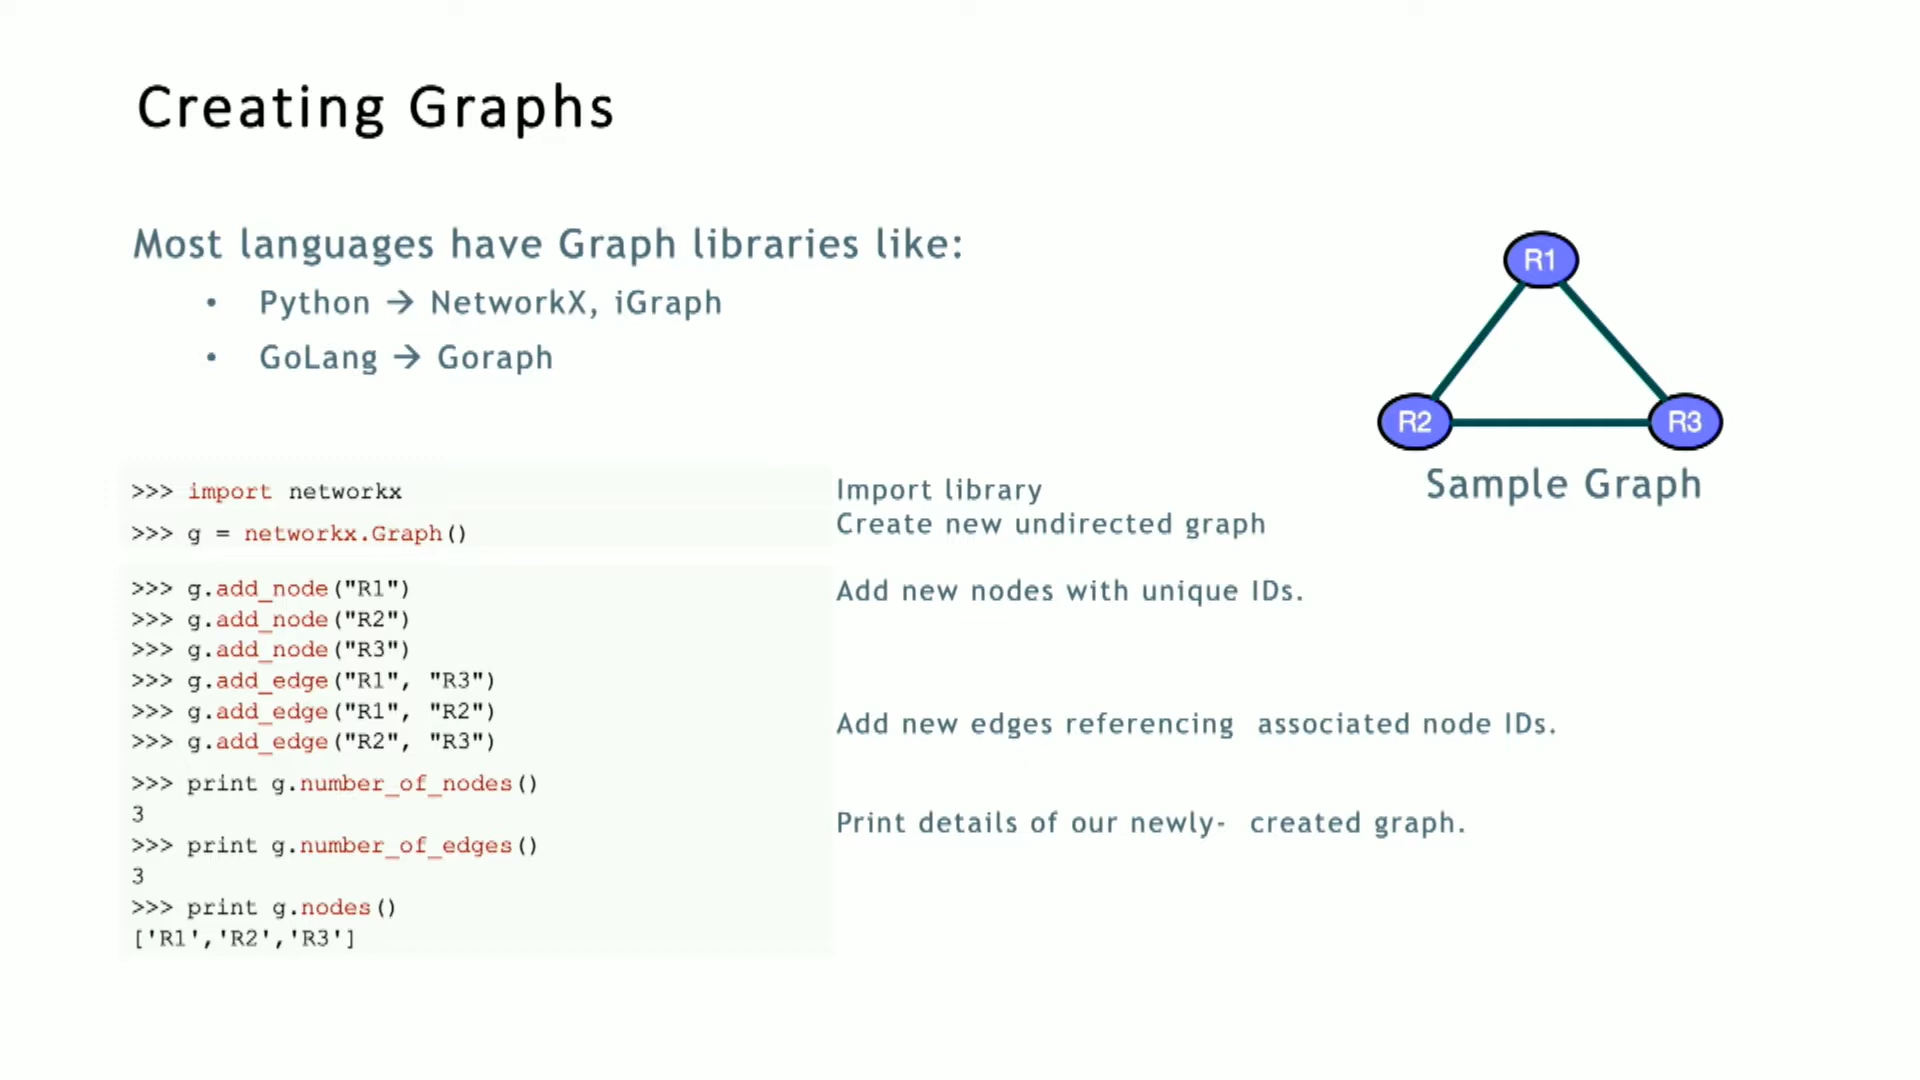 Creating Graphs
Most languages have Graph libraries like:
• Python → NetworkX, iGraph
• GoLang → Goraph
R1
R2
R3
Sample Graph
>>> import networkx
Import library
>>> g = networkx.Graph()
Create new undirected graph
>>> g.add_node("R1")
Add new nodes with unique IDs.
>>> g.add_node("R2")
>>> g.add_node("R3")
>>> g.add_edge("R1", "R3")
>>> g.add_edge("R1", "R2")
>>> g.add_edge("R2", "R3")
Add new edges referencing associated node IDs.
>>> print g.number_of_nodes()
3
Print details of our newly- created graph.
>>> print g.number_of_edges()
3
>>> print g.nodes()
['R1','R2','R3']